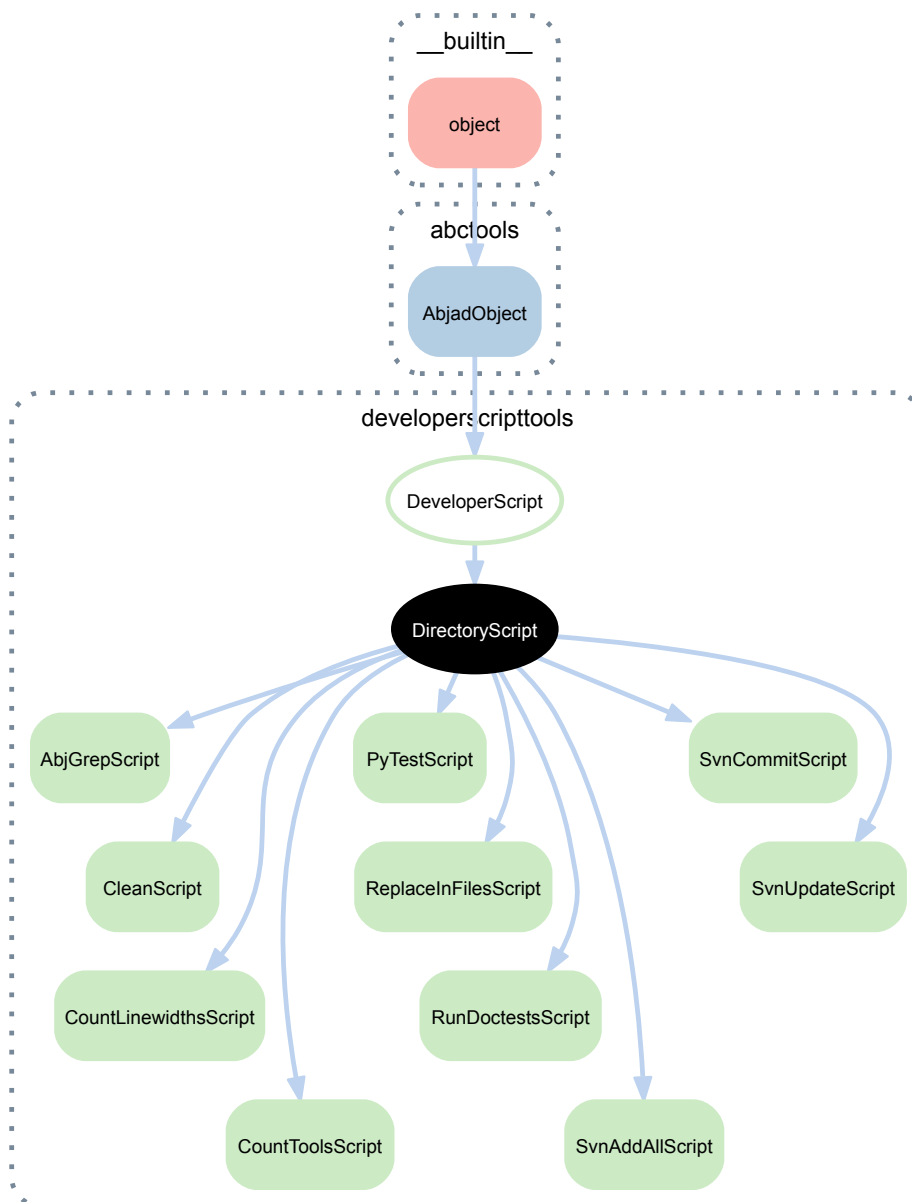 __builtin__
object
abctools
AbjadObject
developerscripttools
DeveloperScript
DirectoryScript
AbjGrepScript
PyTestScript
SvnCommitScript
CleanScript
ReplaceInFilesScript
SvnUpdateScript
CountLinewidthsScript
RunDoctestsScript
CountToolsScript
SvnAddAllScript